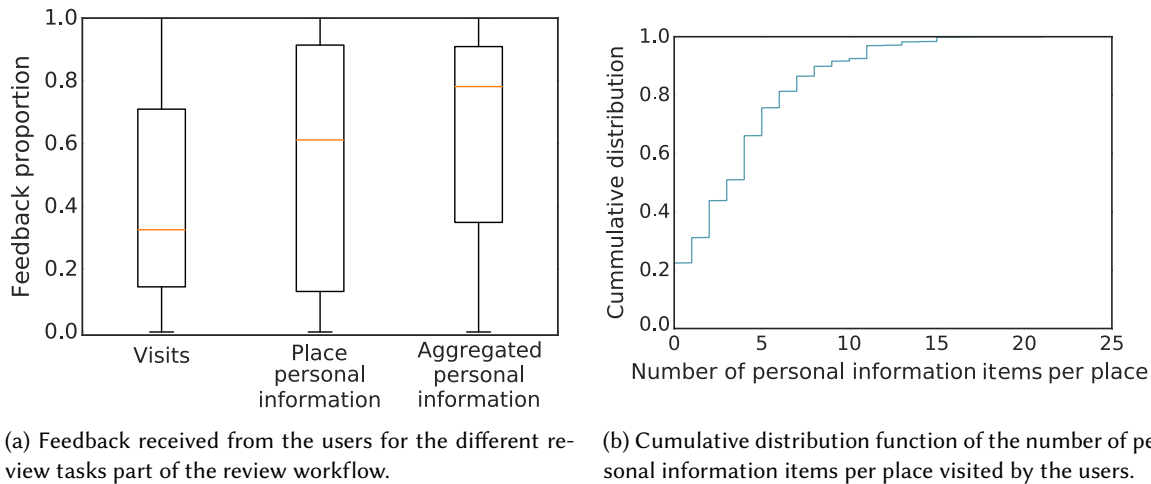 Feedback proportion
1.0
0.8
0.6
0.4
0.2
0.0
Visits
Place
personal
information
Aggregated
personal
information
(a) Feedback received from the users for the different re-
view tasks part of the review workflow.
Cummulative distribution
1.0
0.8
0.6
0.4
0.2
0.0
0 5 10 15 20 25
Number of personal information items per place
(b) Cumulative distribution function of the number of pe
sonal information items per place visited by the users.